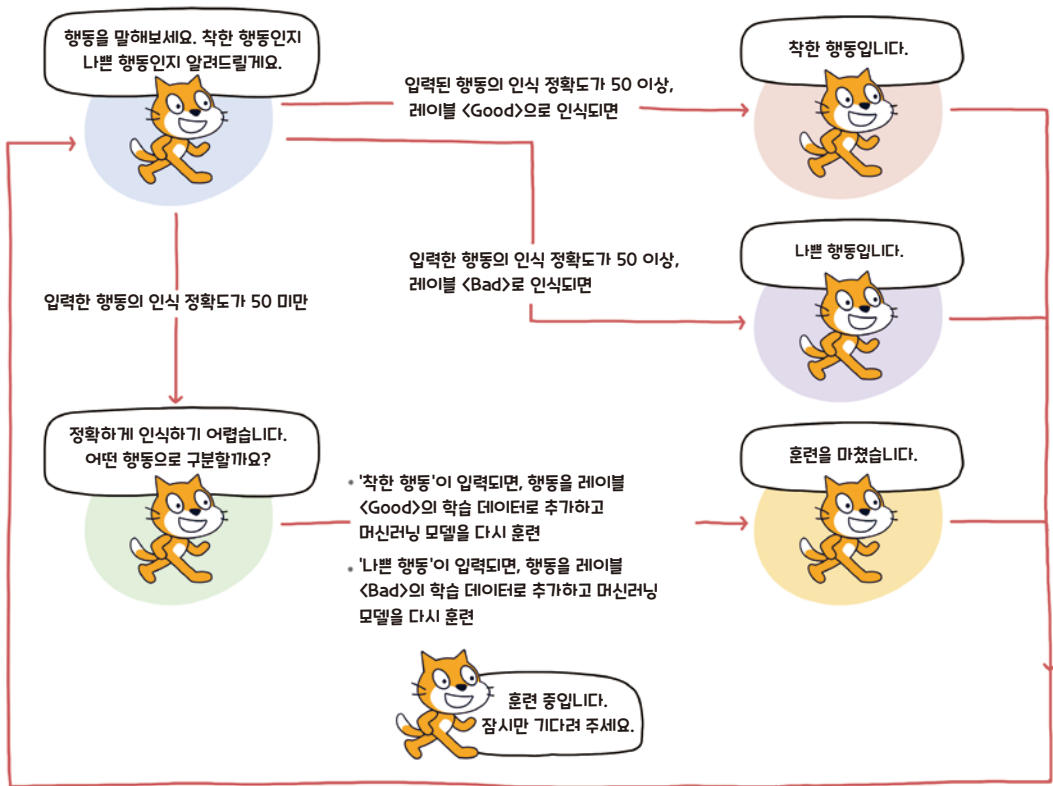 행동을 말해보세요. 착한 행동인지
나쁜 행동인지 알려드릴게요.
입력된 행동의 인식 정확도가 50 이상,
레이블 <Good>으로 인식되면
착한 행동입니다.
입력한 행동의 인식 정확도가 50 이상,
레이블 <Bad>로 인식되면
나쁜 행동입니다.
입력한 행동의 인식 정확도가 50 미만
정확하게 인식하기 어렵습니다.
어떤 행동으로 구분할까요?
• '착한 행동'이 입력되면, 행동을 레이블
<Good>의 학습 데이터로 추가하고
머신러닝 모델을 다시 훈련
• '나쁜 행동'이 입력되면, 행동을 레이블
<Bad>의 학습 데이터로 추가하고 머신러닝
모델을 다시 훈련
훈련을 마쳤습니다.
훈련 중입니다.
잠시만 기다려 주세요.